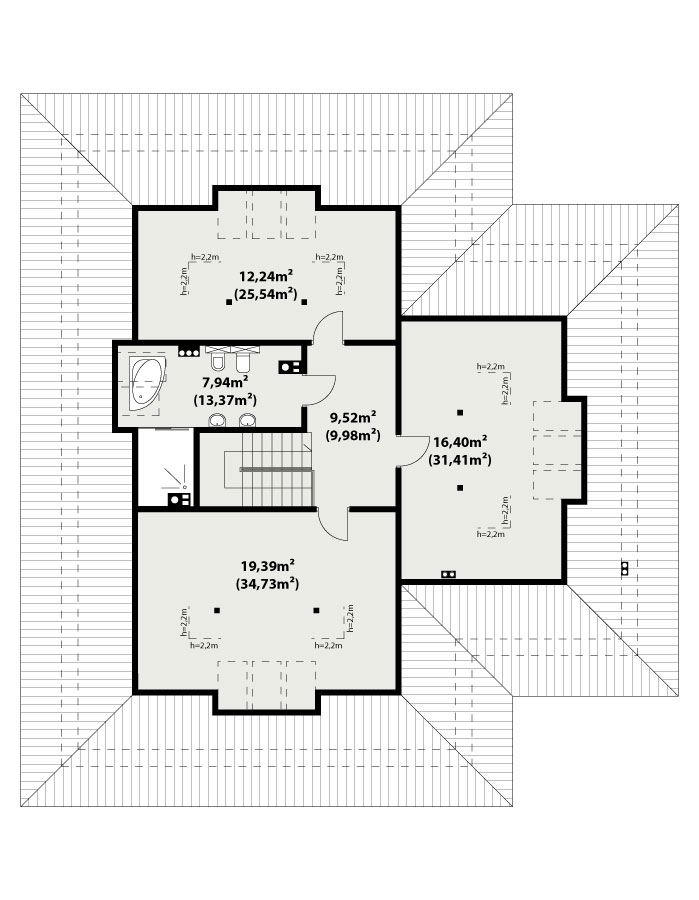 h=2,2m
h=2,2m
h=2,2m
h=2,2m
12,24m²
(25,54m²)
7,94m²
(13,37m²)
9,52m²
(9,98m²)
h=2,2m
h=2,2m
16,40m²
(31,41m²)
h=2,2m
h=2,2m
19,39m²
(34,73m²)
h=2,2m
h=2,2m
h=2,2m
h=2,2m